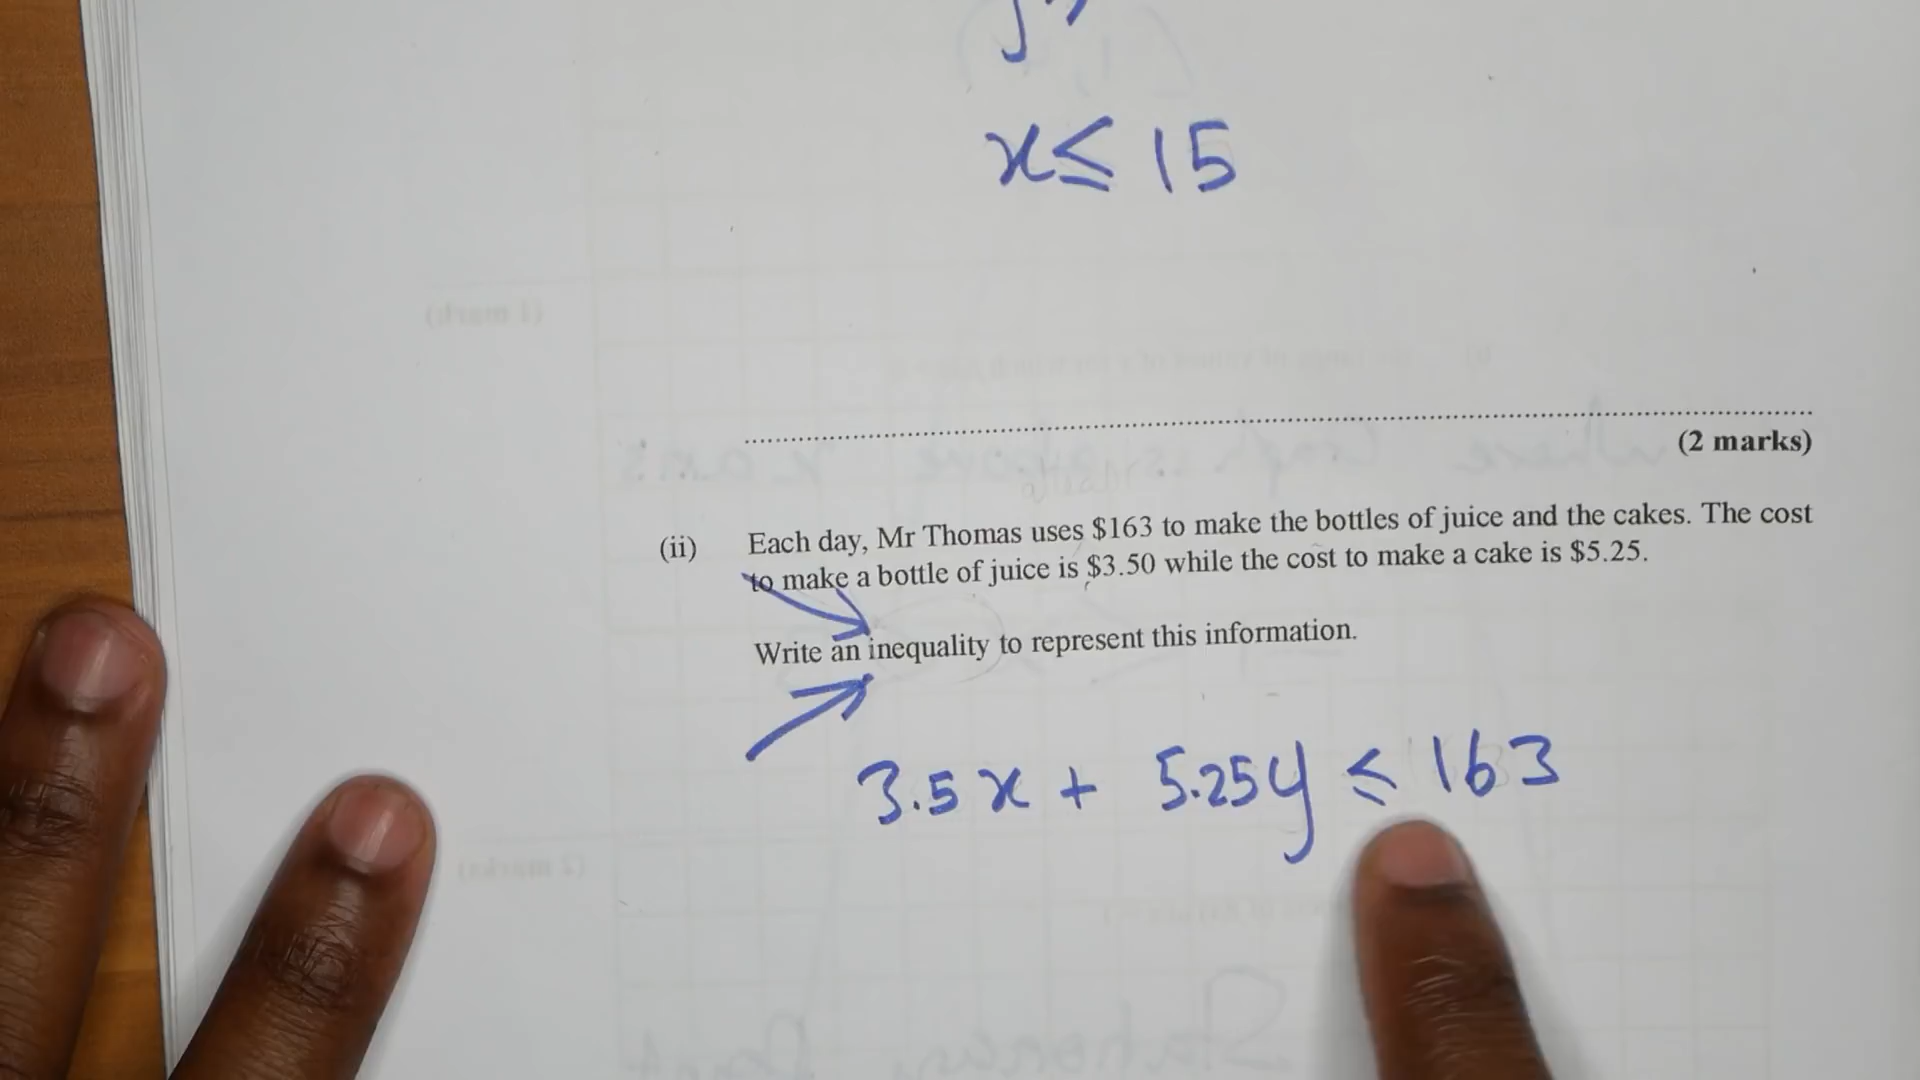 x ≤ 15
(2 marks)
(ii) Each day, Mr Thomas uses $163 to make the bottles of juice and the cakes. The cost
to make a bottle of juice is $3.50 while the cost to make a cake is $5.25.
Write an inequality to represent this information.
3.5x + 5.25y ≤ 163